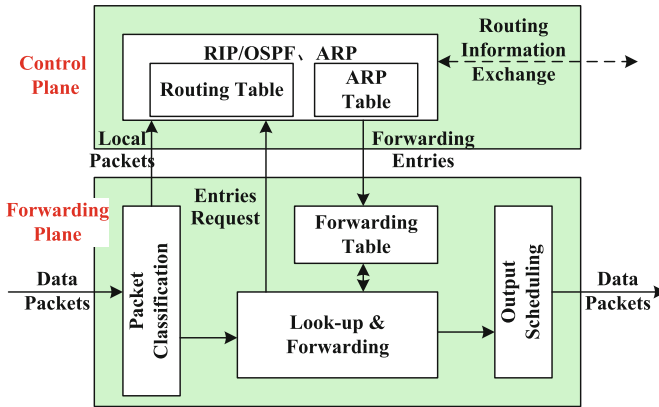 Routing
Information
Exchange
Control
Plane
RIP/OSPF、ARP
Routing Table
ARP
Table
Local
Packets
Forwarding
Entries
Forwarding
Plane
Entries
Request
Forwarding
Table
Data
Packets
Packet
Classification
Look-up &
Forwarding
Output
Scheduling
Data
Packets